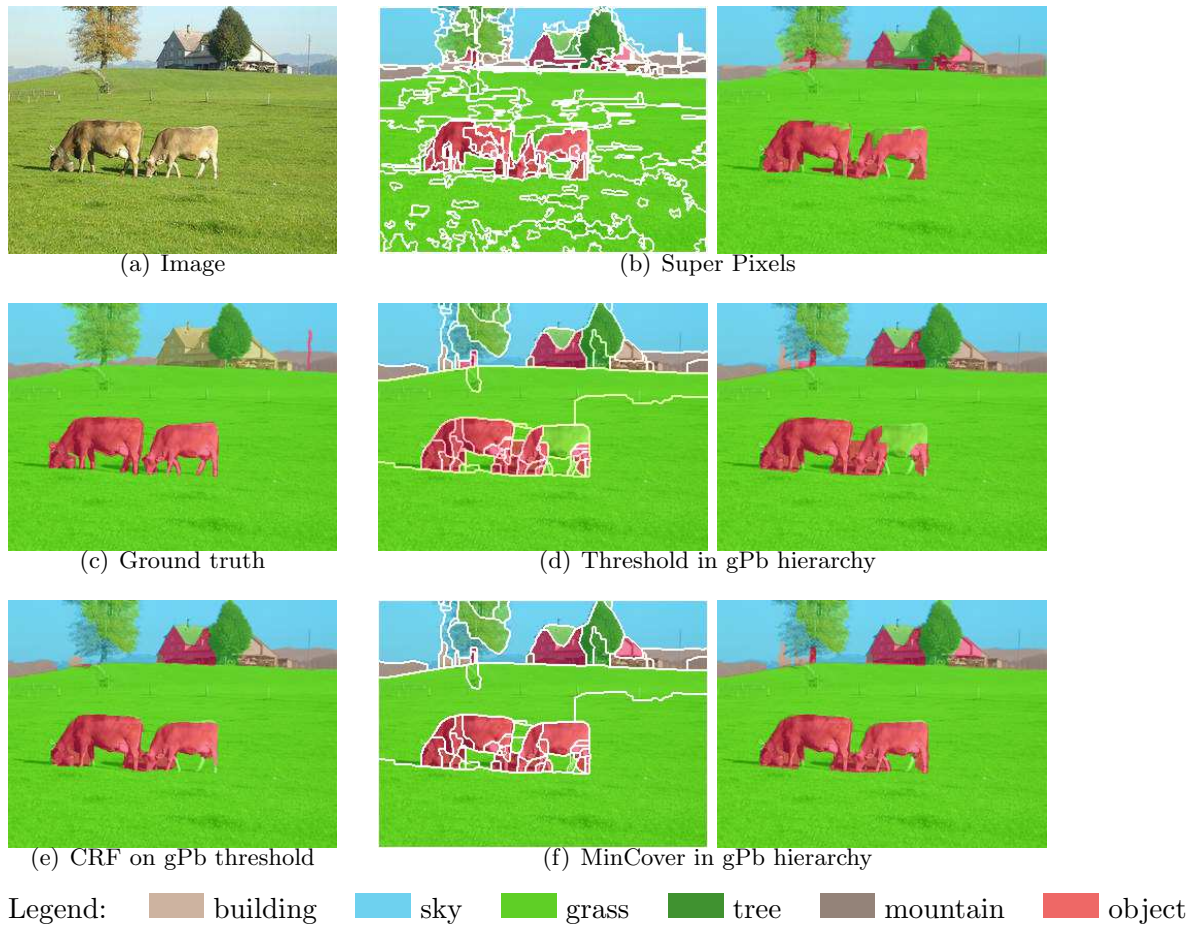 (a) Image
(b) Super Pixels
(c) Ground truth
(d) Threshold in gPb hierarchy
(e) CRF on gPb threshold
(f) MinCover in gPb hierarchy
Legend: building sky grass tree mountain object